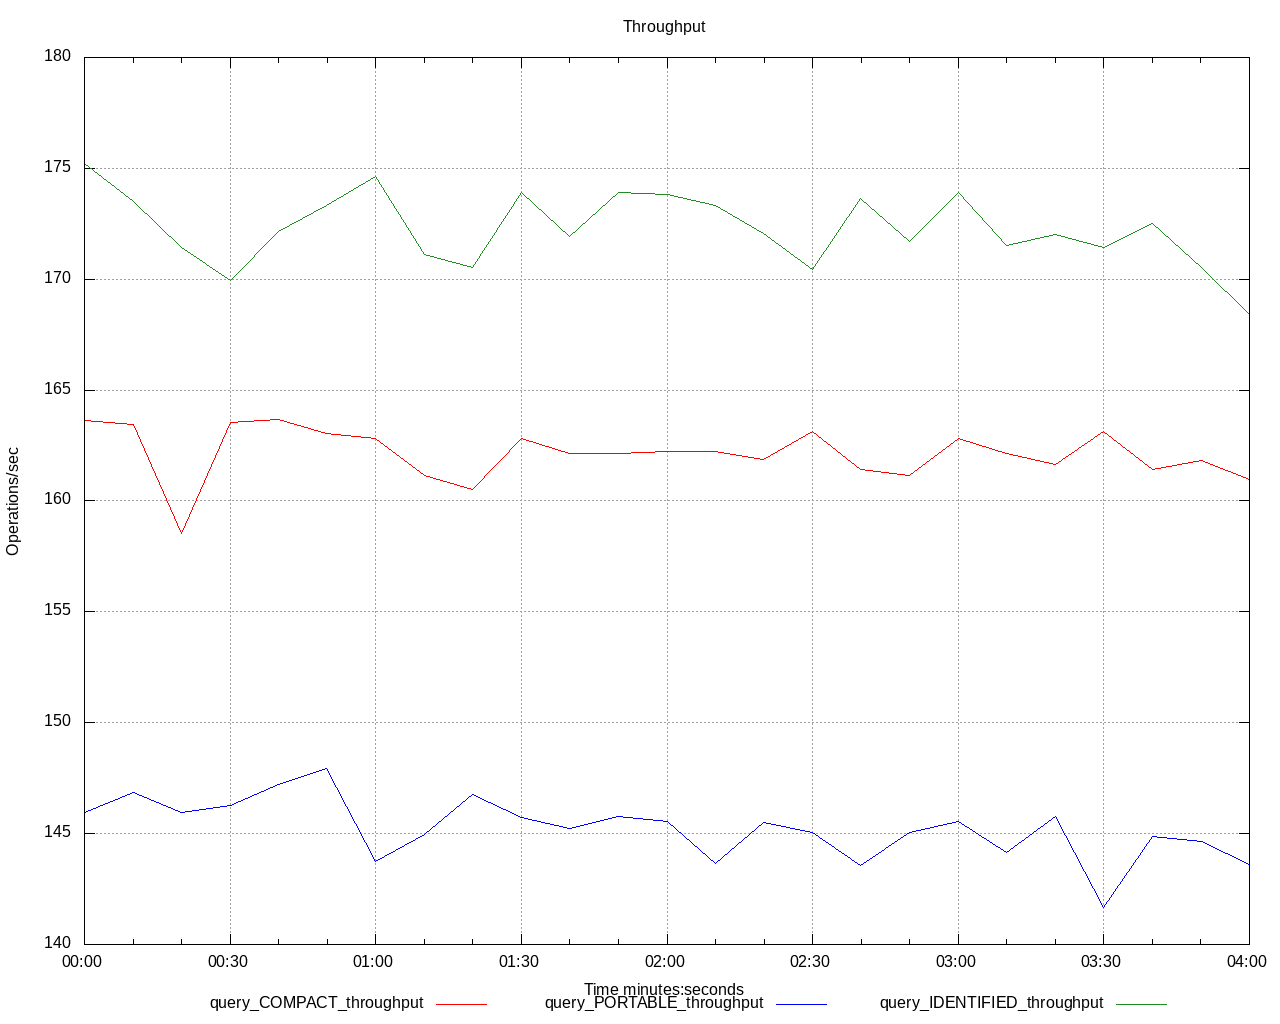 Throughput
180
175
170
165
160
155
150
145
140
Operations/sec
00:00 00:30 01:00 01:30 02:00 02:30 03:00 03:30 04:00
Time minutes:seconds
query_COMPACT_throughput query_PORTABLE_throughput query_IDENTIFIED_throughput